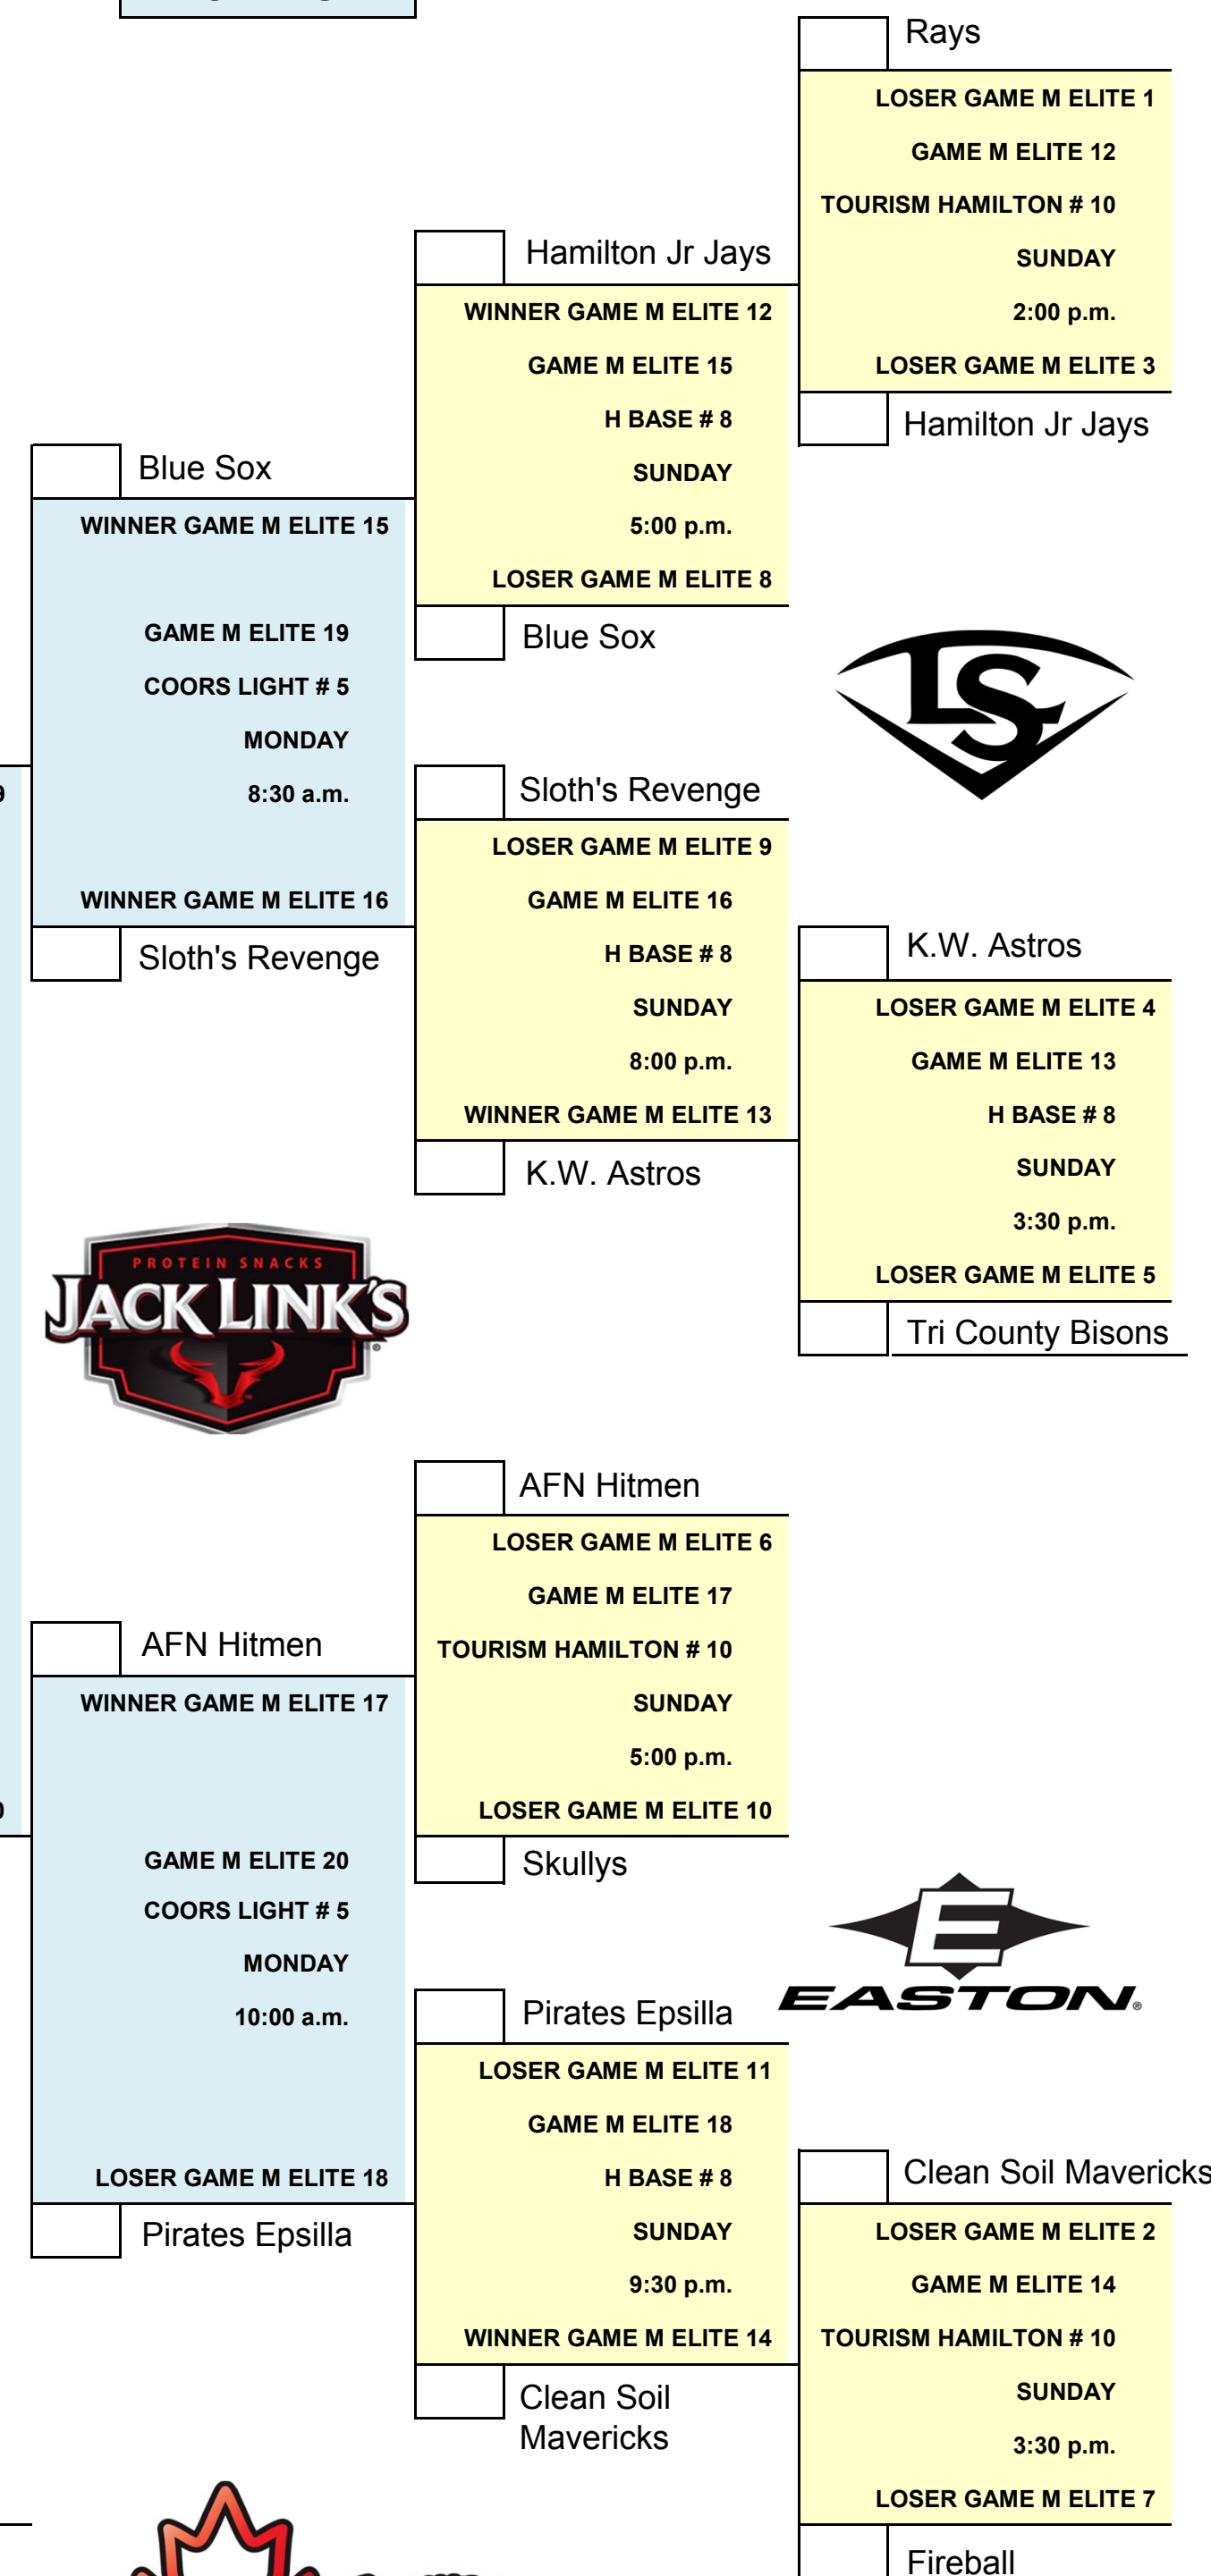 Rays
LOSER GAME M ELITE 1
GAME M ELITE 12
TOURISM HAMILTON # 10
SUNDAY
2:00 p.m.
LOSER GAME M ELITE 3
Hamilton Jr Jays
Hamilton Jr Jays
WINNER GAME M ELITE 12
GAME M ELITE 15
H BASE # 8
SUNDAY
5:00 p.m.
LOSER GAME M ELITE 8
Blue Sox
Blue Sox
WINNER GAME M ELITE 15
GAME M ELITE 19
COORS LIGHT # 5
MONDAY
8:30 a.m.
WINNER GAME M ELITE 16
Sloth's Revenge
LS
Sloth's Revenge
LOSER GAME M ELITE 9
GAME M ELITE 16
H BASE # 8
SUNDAY
8:00 p.m.
WINNER GAME M ELITE 13
K.W. Astros
K.W. Astros
LOSER GAME M ELITE 4
GAME M ELITE 13
H BASE # 8
SUNDAY
3:30 p.m.
LOSER GAME M ELITE 5
Tri County Bisons
PROTEIN SNACKS
JACK LINK'S
AFN Hitmen
LOSER GAME M ELITE 6
GAME M ELITE 17
TOURISM HAMILTON # 10
SUNDAY
5:00 p.m.
LOSER GAME M ELITE 10
Skullys
AFN Hitmen
WINNER GAME M ELITE 17
GAME M ELITE 20
COORS LIGHT # 5
MONDAY
10:00 a.m.
LOSER GAME M ELITE 18
Pirates Epsilla
E
EASTON®
Pirates Epsilla
LOSER GAME M ELITE 11
GAME M ELITE 18
H BASE # 8
SUNDAY
9:30 p.m.
WINNER GAME M ELITE 14
Clean Soil
Mavericks
Clean Soil Mavericks
LOSER GAME M ELITE 2
GAME M ELITE 14
TOURISM HAMILTON # 10
SUNDAY
3:30 p.m.
LOSER GAME M ELITE 7
Fireball